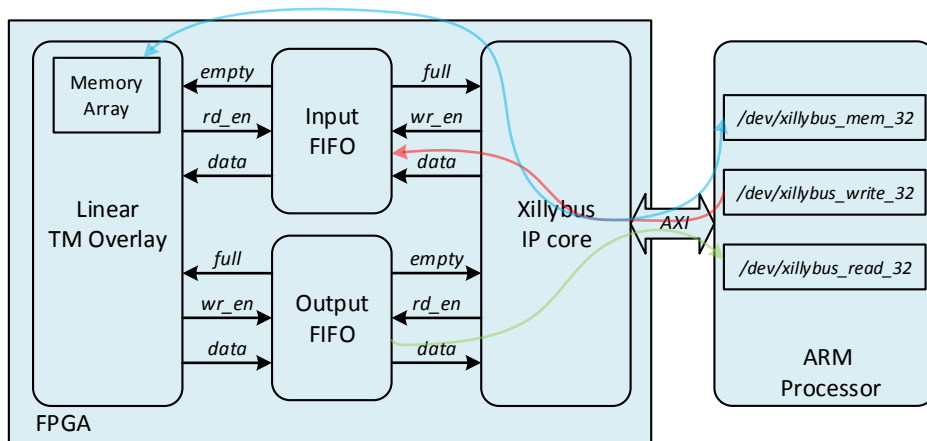 Memory
Array
Linear
TM Overlay
empty
rd_en
data
full
wr_en
data
Input
FIFO
Output
FIFO
full
wr_en
data
empty
rd_en
data
Xillybus
IP core
AXI
/dev/xillybus_mem_32
/dev/xillybus_write_32
/dev/xillybus_read_32
ARM
Processor
FPGA